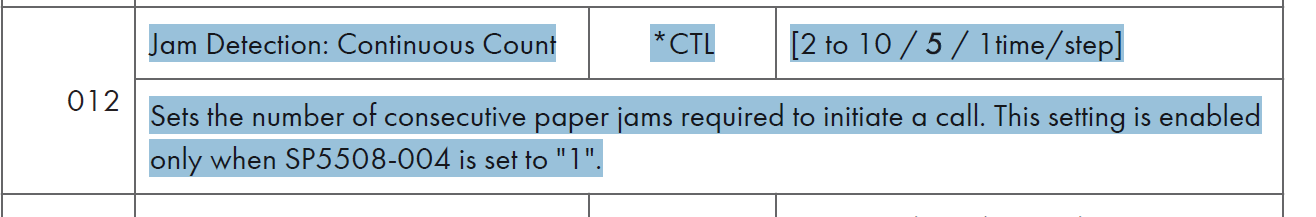 Jam Detection: Continuous Count *CTL [2 to 10 / 5 / 1time/step]
012
Sets the number of consecutive paper jams required to initiate a call. This setting is enabled
only when SP5508-004 is set to "1".